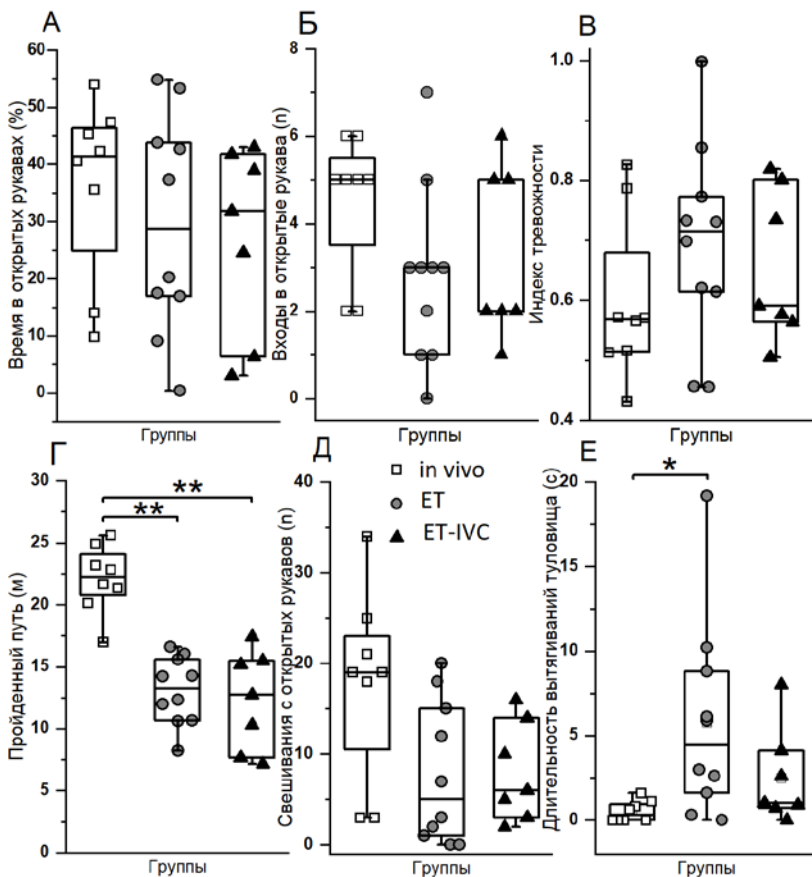 А
Время в открытых рукавах (%)
60
50
40
30
20
10
0
Группы
Б
Входы в открытые рукава (n)
8
6
4
2
0
Группы
В
Индекс тревожности
1.0
0.8
0.6
0.4
Группы
Г
Пройденный путь (м)
30
25
20
15
10
5
0
**
**
Группы
Д
Свешивания с открытых рукавов (n)
40
30
20
10
0
in vivo
ET
ET-IVC
Группы
Е
Длительность вытягиваний туловища (с)
20
15
10
5
0
*
Группы